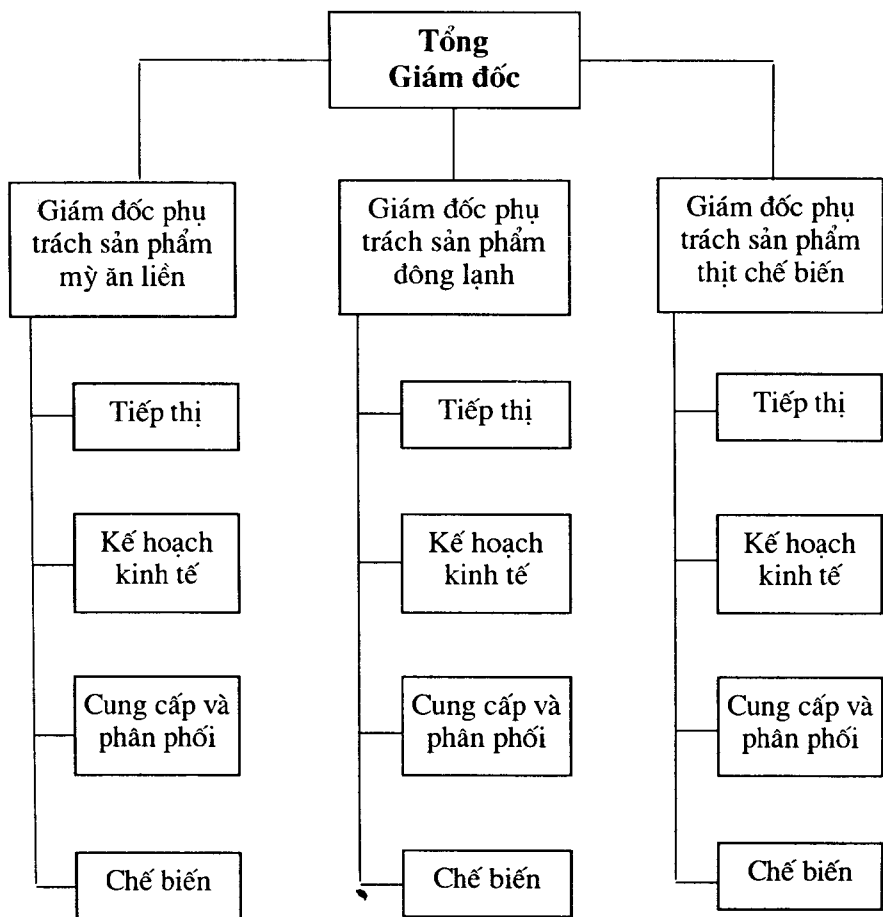 Tổng
Giám đốc
Giám đốc phụ
trách sản phẩm
mỳ ăn liền
Giám đốc phụ
trách sản phẩm
đông lạnh
Giám đốc phụ
trách sản phẩm
thịt chế biến
Tiếp thị
Tiếp thị
Tiếp thị
Kế hoạch
kinh tế
Kế hoạch
kinh tế
Kế hoạch
kinh tế
Cung cấp và
phân phối
Cung cấp và
phân phối
Cung cấp và
phân phối
Chế biến
Chế biến
Chế biến